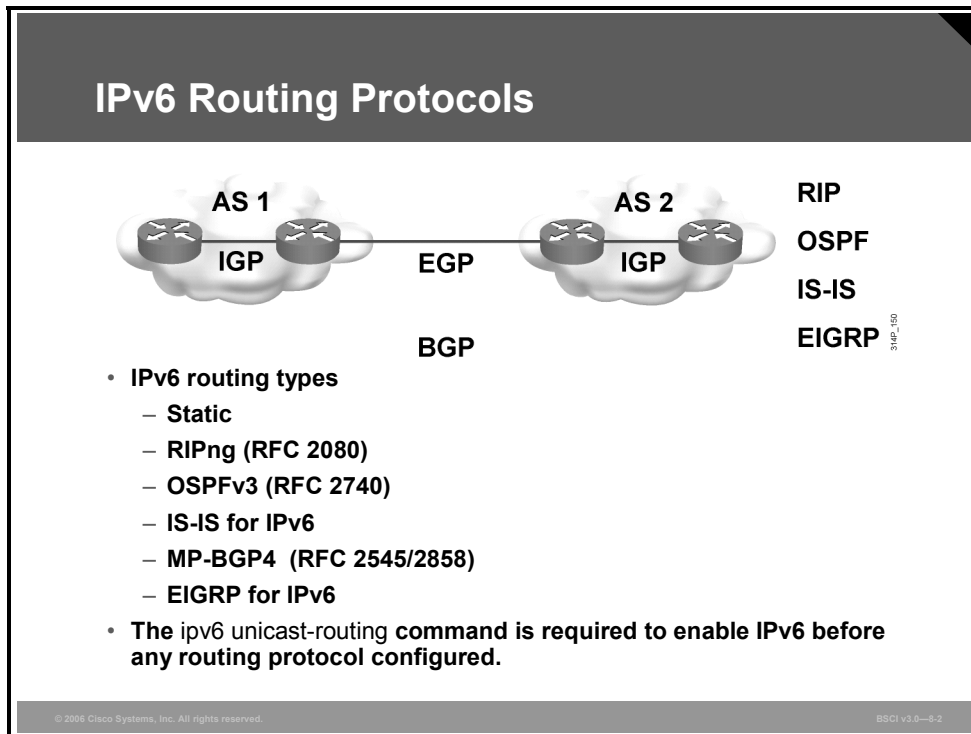 IPv6 Routing Protocols
AS 1
IGP
EGP
BGP
AS 2
IGP
RIP
OSPF
IS-IS
EIGRP
314P_150
• IPv6 routing types
– Static
– RIPng (RFC 2080)
– OSPFv3 (RFC 2740)
– IS-IS for IPv6
– MP-BGP4 (RFC 2545/2858)
– EIGRP for IPv6
• The ipv6 unicast-routing command is required to enable IPv6 before
any routing protocol configured.
© 2006 Cisco Systems, Inc. All rights reserved.
BSCI v3.0—8-2